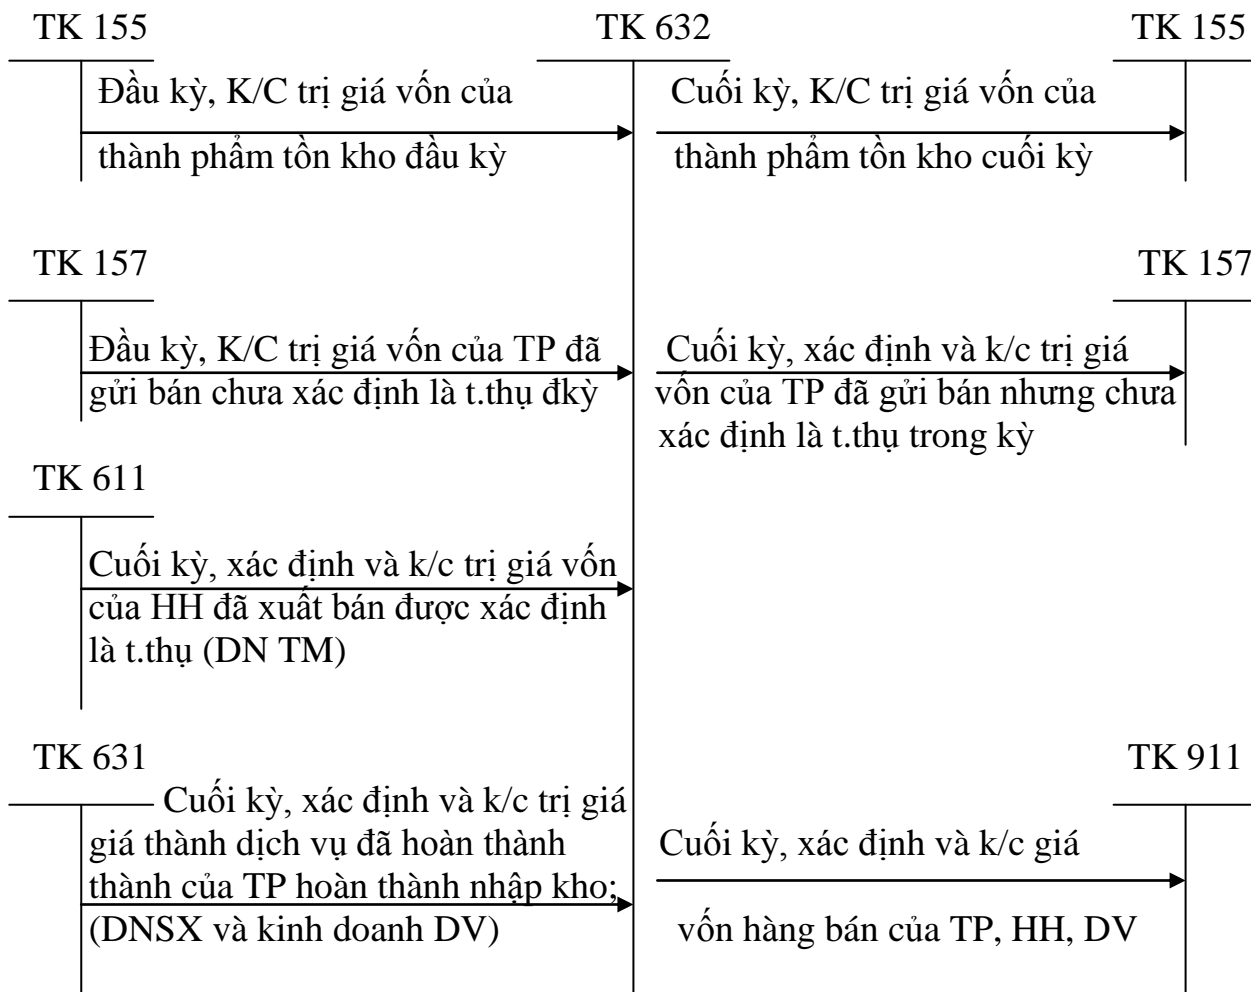 TK 155
TK 632
TK 155
Đầu kỳ, K/C trị giá vốn của
thành phẩm tồn kho đầu kỳ
Cuối kỳ, K/C trị giá vốn của
thành phẩm tồn kho cuối kỳ
TK 157
TK 157
Đầu kỳ, K/C trị giá vốn của TP đã
gửi bán chưa xác định là t.thụ đkỳ
Cuối kỳ, xác định và k/c trị giá
vốn của TP đã gửi bán nhưng chưa
xác định là t.thụ trong kỳ
TK 611
Cuối kỳ, xác định và k/c trị giá vốn
của HH đã xuất bán được xác định
là t.thụ (DN TM)
TK 631
TK 911
Cuối kỳ, xác định và k/c trị giá
giá thành dịch vụ đã hoàn thành
thành của TP hoàn thành nhập kho;
(DNSX và kinh doanh DV)
Cuối kỳ, xác định và k/c giá
vốn hàng bán của TP, HH, DV